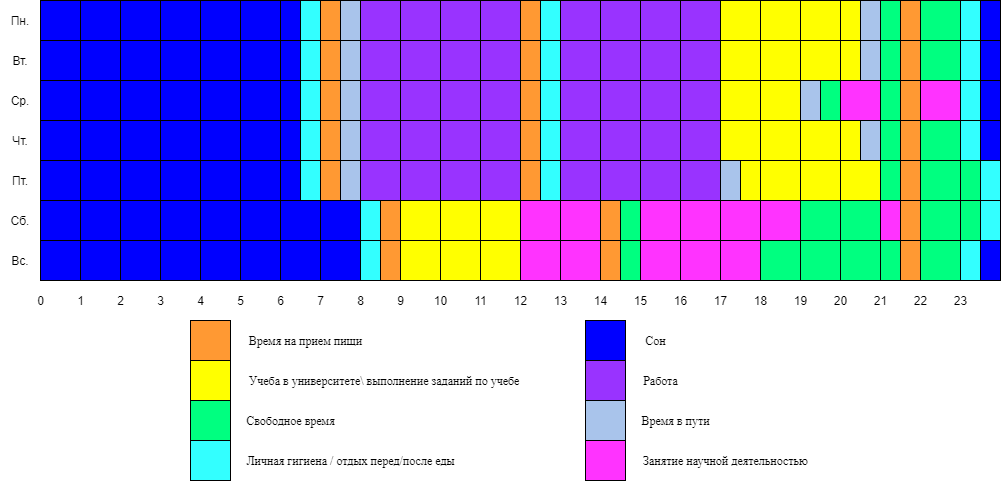 Пн.
Вт.
Ср.
Чт.
Пт.
Сб.
Вс.
0 1 2 3 4 5 6 7 8 9 10 11 12 13 14 15 16 17 18 19 20 21 22 23
Время на прием пищи
Сон
Учеба в университете\ выполнение заданий по учебе
Работа
Свободное время
Время в пути
Личная гигиена / отдых перед/после еды
Занятие научной деятельностью